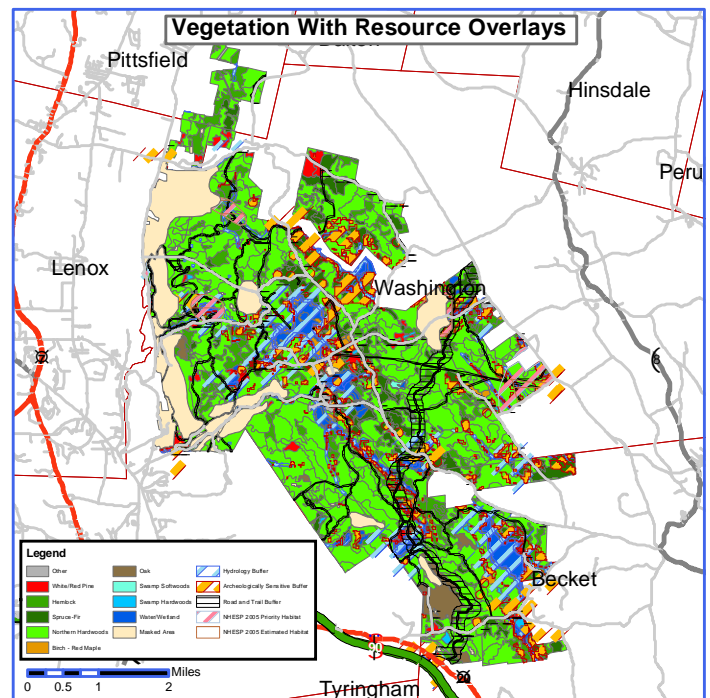 Vegetation With Resource Overlays
Pittsfield
Hinsdale
Peru
Lenox
Washington
8
Becket
Legend
Other
White/Red Pine
Hemlock
Spruce-Fir
Northern Hardwoods
Birch - Red Maple
Oak
Swamp Softwoods
Swamp Hardwoods
Water/Wetland
Masked Area
Hydrology Buffer
Archeologically Sensitive Buffer
Road and Trail Buffer
NHESP 2005 Priority Habitat
NHESP 2005 Estimated Habitat
90
Miles
0 0.5 1 2
Tyringham